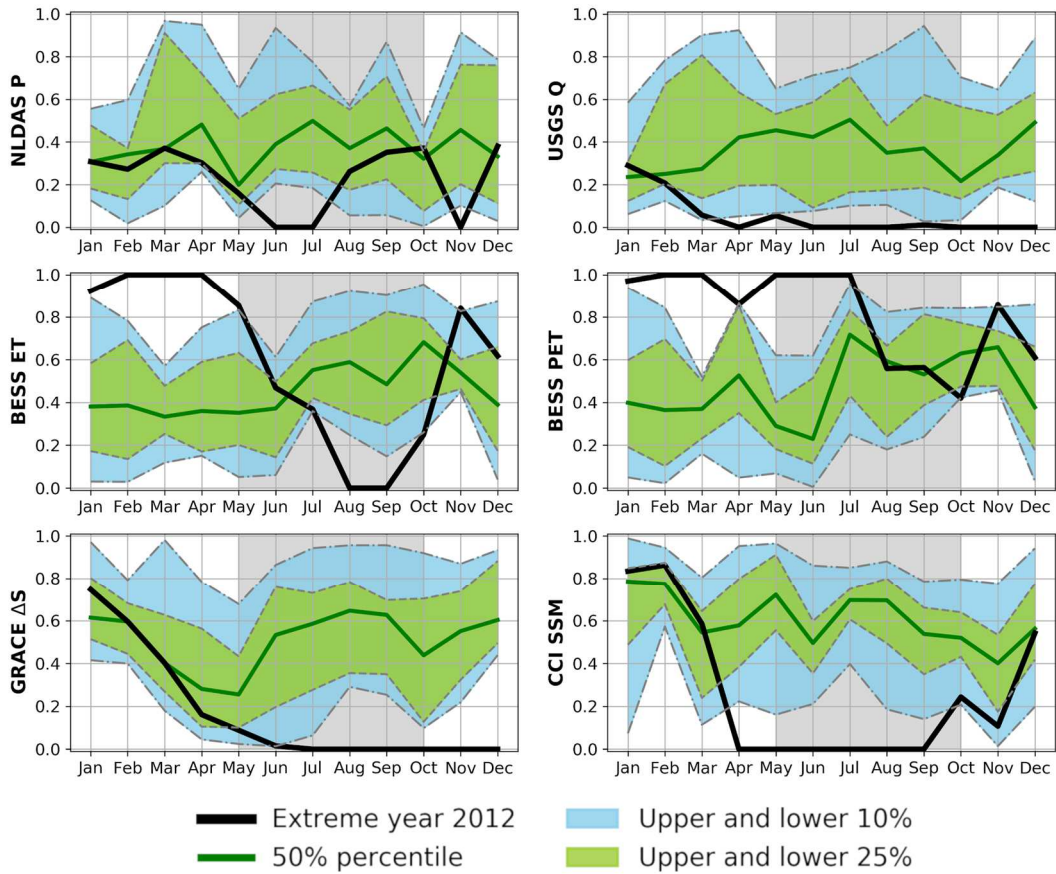 NLDAS P
1.0
0.8
0.6
0.4
0.2
0.0
Jan Feb Mar Apr May Jun Jul Aug Sep Oct Nov Dec
USGS Q
1.0
0.8
0.6
0.4
0.2
0.0
Jan Feb Mar Apr May Jun Jul Aug Sep Oct Nov Dec
BESS ET
1.0
0.8
0.6
0.4
0.2
0.0
Jan Feb Mar Apr May Jun Jul Aug Sep Oct Nov Dec
BESS PET
1.0
0.8
0.6
0.4
0.2
0.0
Jan Feb Mar Apr May Jun Jul Aug Sep Oct Nov Dec
GRACE ΔS
1.0
0.8
0.6
0.4
0.2
0.0
Jan Feb Mar Apr May Jun Jul Aug Sep Oct Nov Dec
CCI SSM
1.0
0.8
0.6
0.4
0.2
0.0
Jan Feb Mar Apr May Jun Jul Aug Sep Oct Nov Dec
Extreme year 2012
50% percentile
Upper and lower 10%
Upper and lower 25%